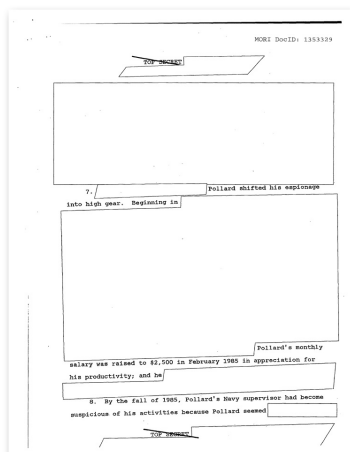 MORI DocID: 1353329
TOP SECRET
7. Pollard shifted his espionage
into high gear. Beginning in
Pollard's monthly
salary was raised to $2,500 in February 1985 in appreciation for
his productivity; and he
8. By the fall of 1985, Pollard's Navy supervisor had become
suspicious of his activities because Pollard seemed
TOP SECRET